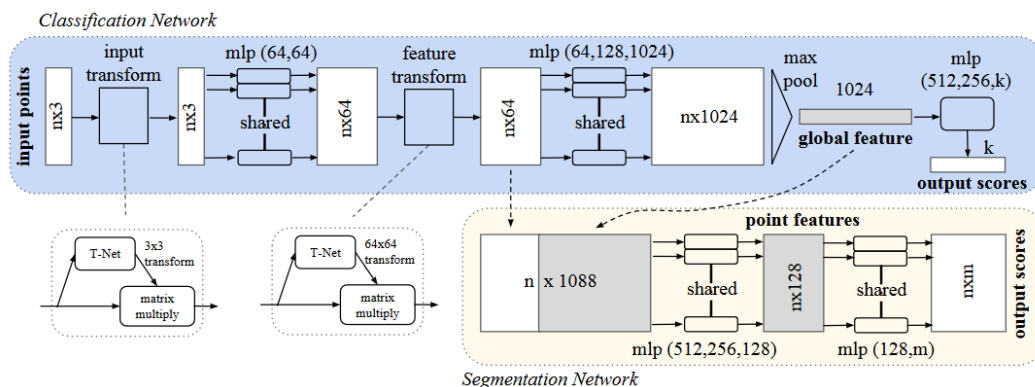 Classification Network
input points
nx3
input
transform
nx3
mlp (64,64)
shared
nx64
feature
transform
nx64
mlp (64,128,1024)
shared
nx1024
max
pool
1024
global feature
mlp
(512,256,k)
k
output scores
T-Net
3x3
transform
matrix
multiply
T-Net
64x64
transform
matrix
multiply
point features
n x 1088
shared
mlp (512,256,128)
nx128
shared
mlp (128,m)
nxm
output scores
Segmentation Network